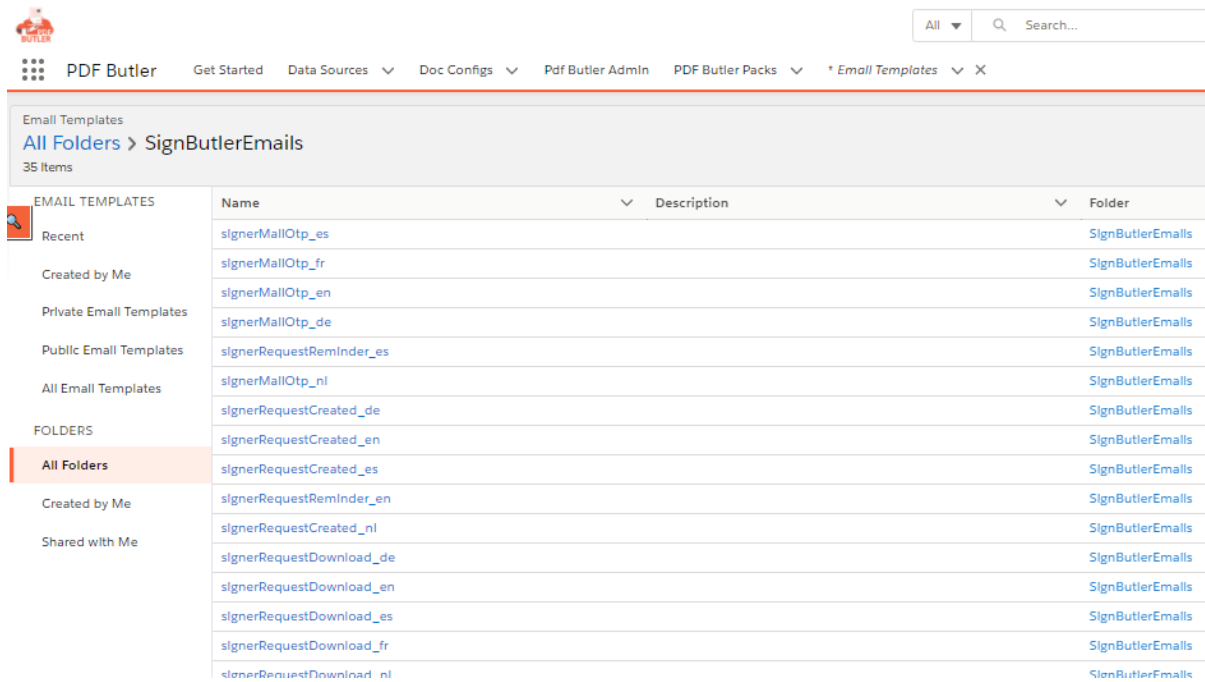 PDF
BUTLER
All
Search...
PDF Butler
Get Started
Data Sources
Doc Configs
Pdf Butler Admin
PDF Butler Packs
* Email Templates
Email Templates
All Folders > SignButlerEmails
35 Items
EMAIL TEMPLATES
Recent
Created by Me
Private Email Templates
Public Email Templates
All Email Templates
FOLDERS
All Folders
Created by Me
Shared with Me
Name Description Folder
signerMailOtp_es SignButlerEmails
signerMailOtp_fr SignButlerEmails
signerMailOtp_en SignButlerEmails
signerMailOtp_de SignButlerEmails
signerRequestReminder_es SignButlerEmails
signerMailOtp_nl SignButlerEmails
signerRequestCreated_de SignButlerEmails
signerRequestCreated_en SignButlerEmails
signerRequestCreated_es SignButlerEmails
signerRequestReminder_en SignButlerEmails
signerRequestCreated_nl SignButlerEmails
signerRequestDownload_de SignButlerEmails
signerRequestDownload_en SignButlerEmails
signerRequestDownload_es SignButlerEmails
signerRequestDownload_fr SignButlerEmails
signerRequestDownload_nl SignButlerEmails